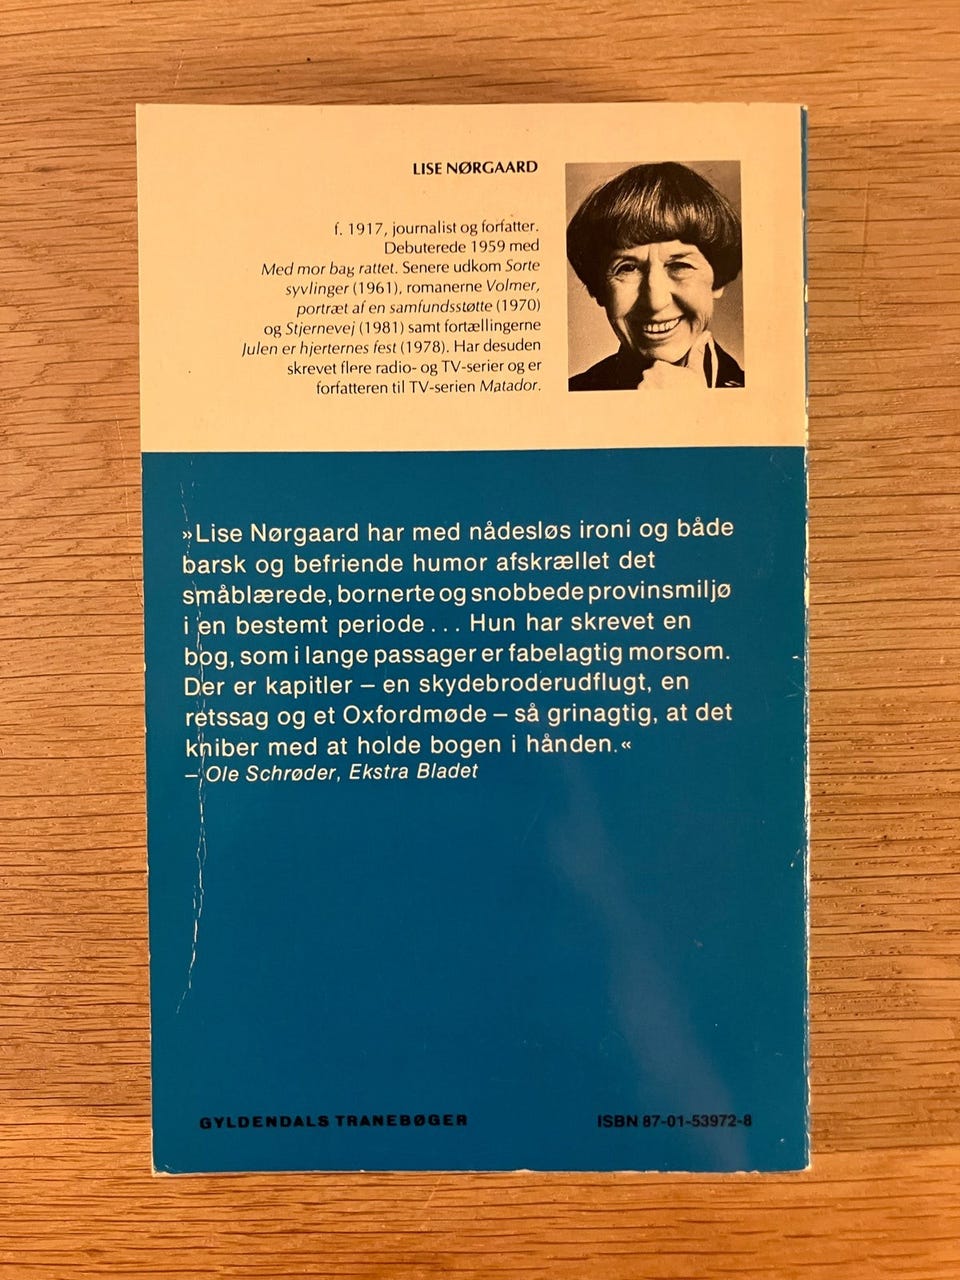 LISE NØRGAARD
f. 1917, journalist og forfatter.
Debuterede 1959 med
Med mor bag rattet. Senere udkom Sorte
syvlinger (1961), romanerne Volmer,
portræt af en samfundsstøtte (1970)
og Stjernevej (1981) samt fortællingerne
Julen er hjerternes fest (1978). Har desuden
skrevet flere radio- og TV-serier og er
forfatteren til TV-serien Matador.
»Lise Nørgaard har med nådesløs ironi og både
barsk og befriende humor afskrællet det
småblærede, bornerte og snobbede provinsmiljø
i en bestemt periode . . . Hun har skrevet en
bog, som i lange passager er fabelagtig morsom.
Der er kapitler – en skydebroderudflugt, en
retssag og et Oxfordmøde – så grinagtig, at det
kniber med at holde bogen i hånden.«
– Ole Schrøder, Ekstra Bladet
GYLDENDALS TRANEBØGER
ISBN 87-01-53972-8